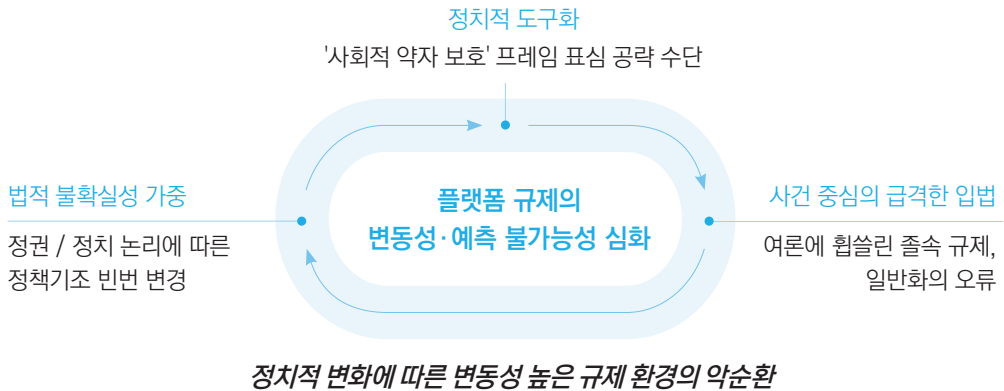 정치적 도구화
'사회적 약자 보호' 프레임 표심 공략 수단
법적 불확실성 가중
정권 / 정치 논리에 따른
정책기조 빈번 변경
플랫폼 규제의
변동성·예측 불가능성 심화
사건 중심의 급격한 입법
여론에 휩쓸린 졸속 규제,
일반화의 오류
정치적 변화에 따른 변동성 높은 규제 환경의 악순환